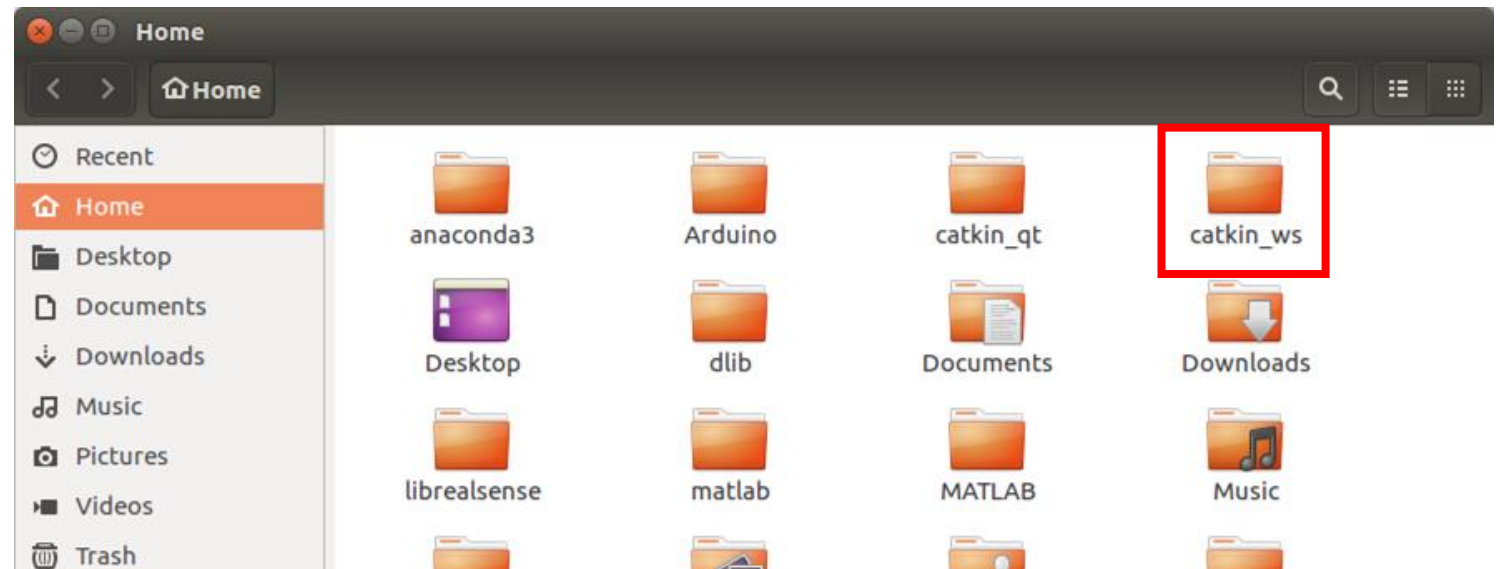 Home
Home
Recent
Home
Desktop
Documents
Downloads
Music
Pictures
Videos
Trash
anaconda3 Arduino catkin_qt catkin_ws
Desktop dlib Documents Downloads
librealsense matlab MATLAB Music